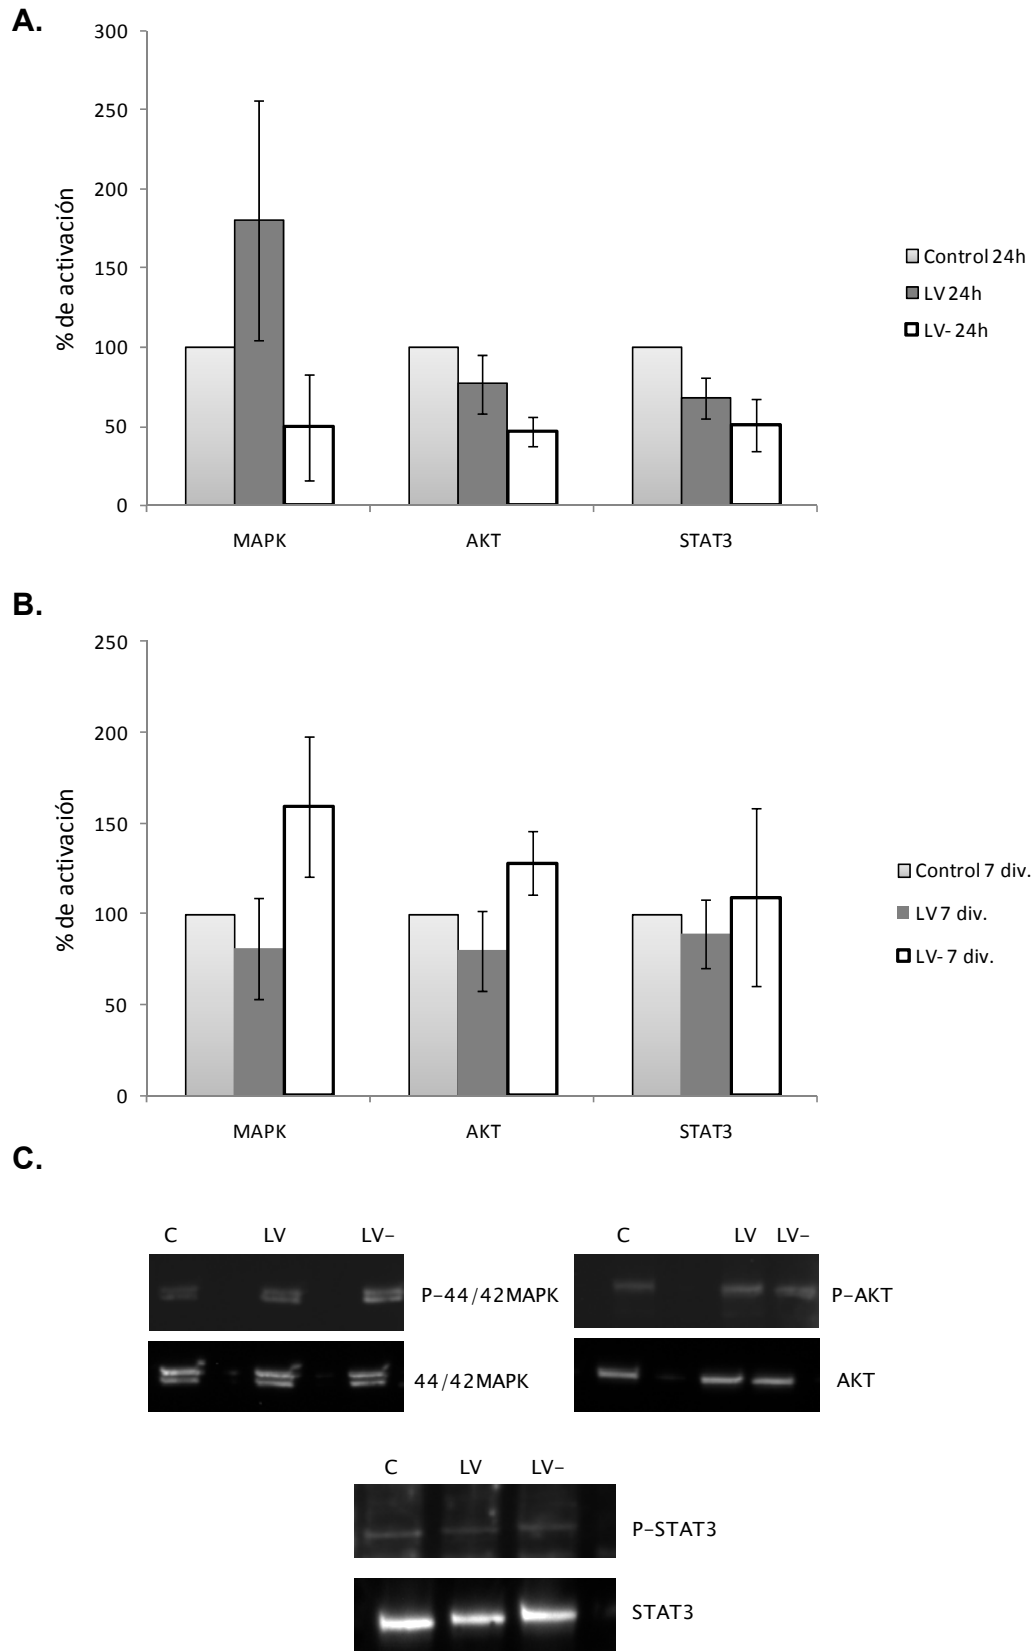 A.
300
250
200
150
100
50
0
% de activación
MAPK AKT STAT3
Control 24h
LV 24h
LV- 24h
B.
250
200
150
100
50
0
% de activación
MAPK AKT STAT3
Control 7 div.
LV 7 div.
LV- 7 div.
C.
C LV LV-
P-44/42MAPK
44/42MAPK
C LV LV-
P-AKT
AKT
C LV LV-
P-STAT3
STAT3